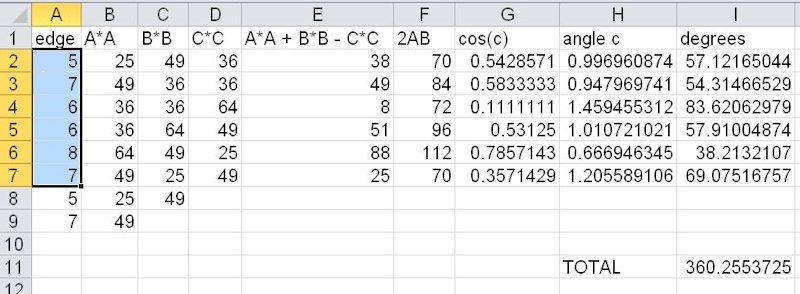 A B C D E F G H I
1 edge A*A B*B C*C A*A + B*B - C*C 2AB cos(c) angle c degrees
2 5 25 49 36 38 70 0.5428571 0.996960874 57.12165044
3 7 49 36 36 49 84 0.5833333 0.947969741 54.31466529
4 6 36 36 64 8 72 0.1111111 1.459455312 83.62062979
5 6 36 64 49 51 96 0.53125 1.010721021 57.91004874
6 8 64 49 25 88 112 0.7857143 0.666946345 38.2132107
7 7 49 25 49 25 70 0.3571429 1.205589106 69.07516757
8 5 25 49
9 7 49
10
11 TOTAL 360.2553725
12